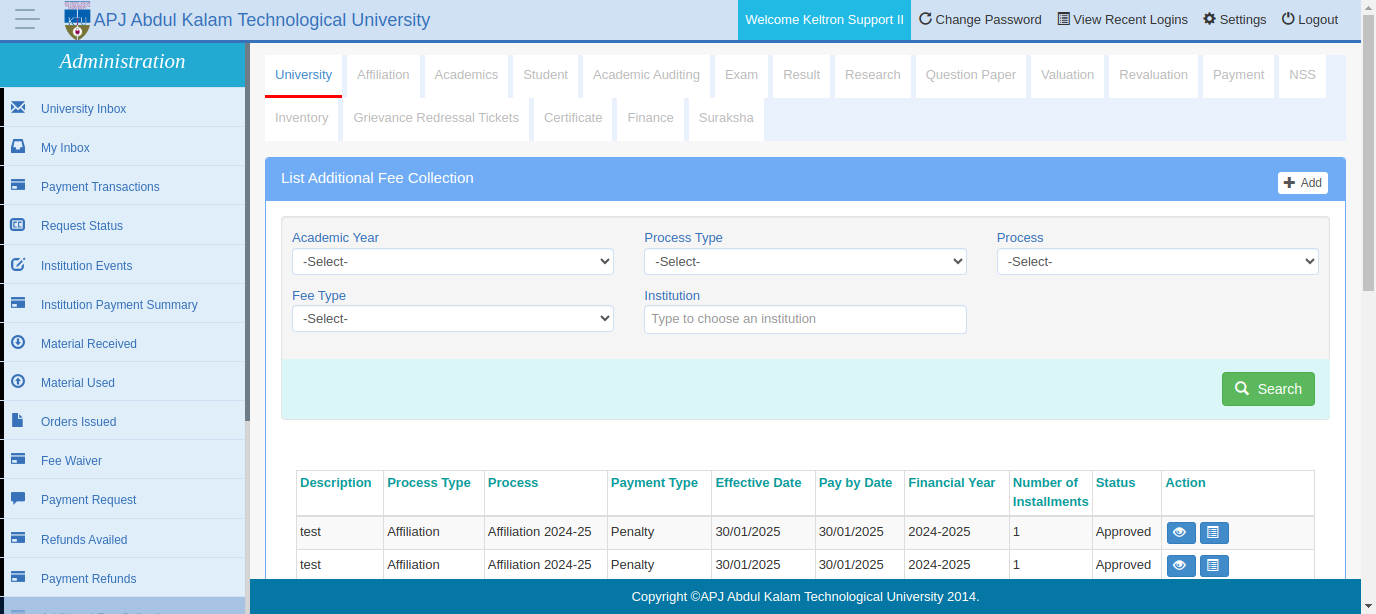 APJ Abdul Kalam Technological University
Welcome Keltron Support II
Change Password
View Recent Logins
Settings
Logout
Administration
University Inbox
My Inbox
Payment Transactions
Request Status
Institution Events
Institution Payment Summary
Material Received
Material Used
Orders Issued
Fee Waiver
Payment Request
Refunds Availed
Payment Refunds
University Affiliation Academics Student Academic Auditing Exam Result Research Question Paper Valuation Revaluation Payment NSS
Inventory Grievance Redressal Tickets Certificate Finance Suraksha
List Additional Fee Collection
Add
Academic Year Process Type Process
-Select- -Select- -Select-
Fee Type Institution
-Select- Type to choose an institution
Search
Description Process Type Process Payment Type Effective Date Pay by Date Financial Year Number of Installments Status Action
test Affiliation Affiliation 2024-25 Penalty 30/01/2025 30/01/2025 2024-2025 1 Approved
test Affiliation Affiliation 2024-25 Penalty 30/01/2025 30/01/2025 2024-2025 1 Approved
Copyright ©APJ Abdul Kalam Technological University 2014.